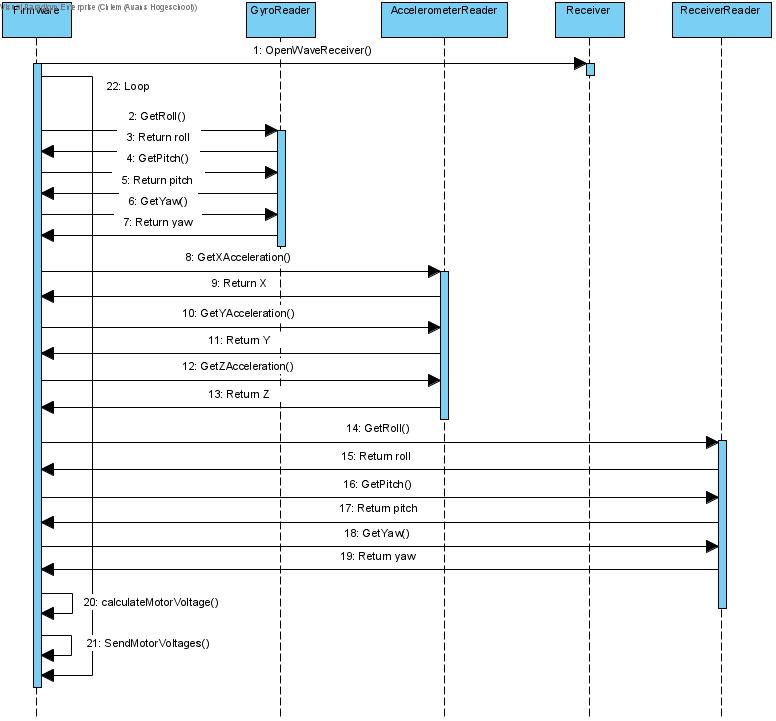 Visual Paradigm Enterprise (Chiem (Avans Hogeschool))
Firmware
GyroReader
AccelerometerReader
Receiver
ReceiverReader
1: OpenWaveReceiver()
22: Loop
2: GetRoll()
3: Return roll
4: GetPitch()
5: Return pitch
6: GetYaw()
7: Return yaw
8: GetXAcceleration()
9: Return X
10: GetYAcceleration()
11: Return Y
12: GetZAcceleration()
13: Return Z
14: GetRoll()
15: Return roll
16: GetPitch()
17: Return pitch
18: GetYaw()
19: Return yaw
20: calculateMotorVoltage()
21: SendMotorVoltages()